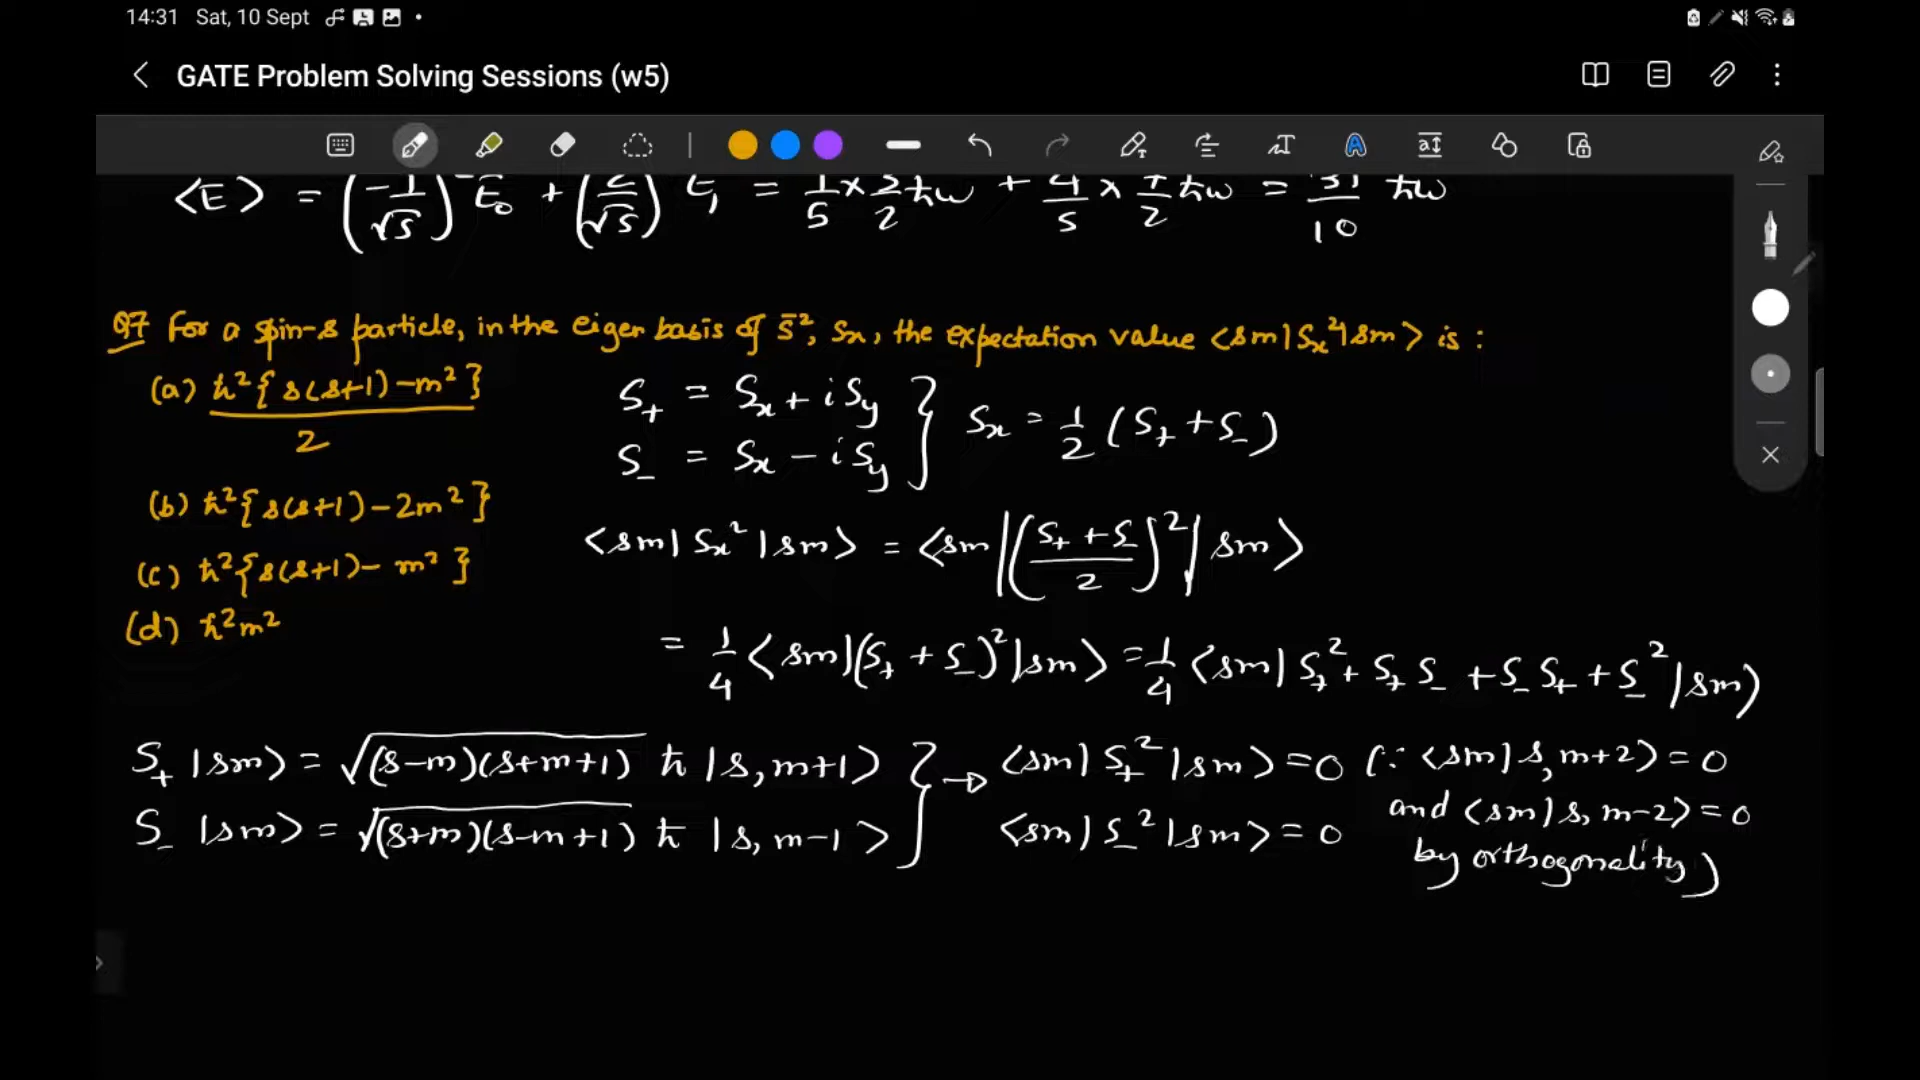 14:31 Sat, 10 Sept
GATE Problem Solving Sessions (w5)
<E> = (-1/√5) E₀ + (2/√5) E₁ = 1/5 × 3/2 ħω + 4/5 × 7/2 ħω = 31/10 ħω
Q7 For a spin-s particle, in the eigen basis of s̄², Sx, the expectation value <sm|Sx²|sm> is :
(a) ħ²{s(s+1)-m²}/2
(b) ħ²{s(s+1)-2m²}
(c) ħ²{s(s+1)-m²}
(d) ħ²m²
S₊ = Sx + iSy
S₋ = Sx - iSy } Sx = 1/2 (S₊ + S₋)
<sm|Sx²|sm> = <sm|((S₊ + S₋)/2)²|sm>
= 1/4 <sm|(S₊ + S₋)²|sm> = 1/4 <sm|S₊² + S₊ S₋ + S₋ S₊ + S₋²|sm>
S₊ |sm> = √((s-m)(s+m+1)) ħ |s, m+1> } → <sm|S₊²|sm> = 0 (∵ <sm|s, m+2> = 0
S₋ |sm> = √((s+m)(s-m+1)) ħ |s, m-1> <sm|S₋²|sm> = 0 and <sm|s, m-2> = 0
by orthogonality)